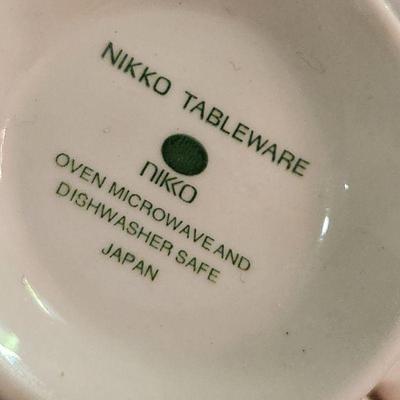 NIKKO TABLEWARE
nikko
OVEN MICROWAVE AND
DISHWASHER SAFE
JAPAN